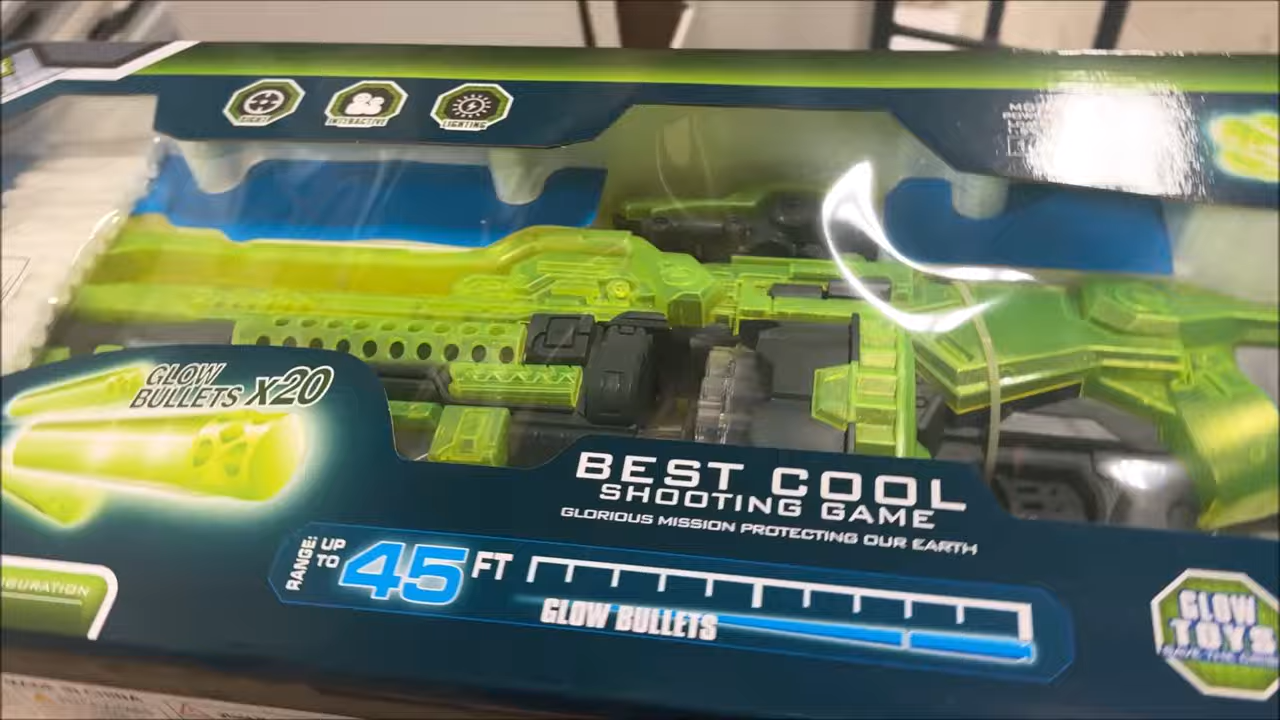 SIGHT
INTERACTIVE
LIGHTING
GLOW
BULLETS X20
BEST COOL
SHOOTING GAME
GLORIOUS MISSION PROTECTING OUR EARTH
RANGE: UP TO 45 FT
GLOW BULLETS
GLOW
TOYS